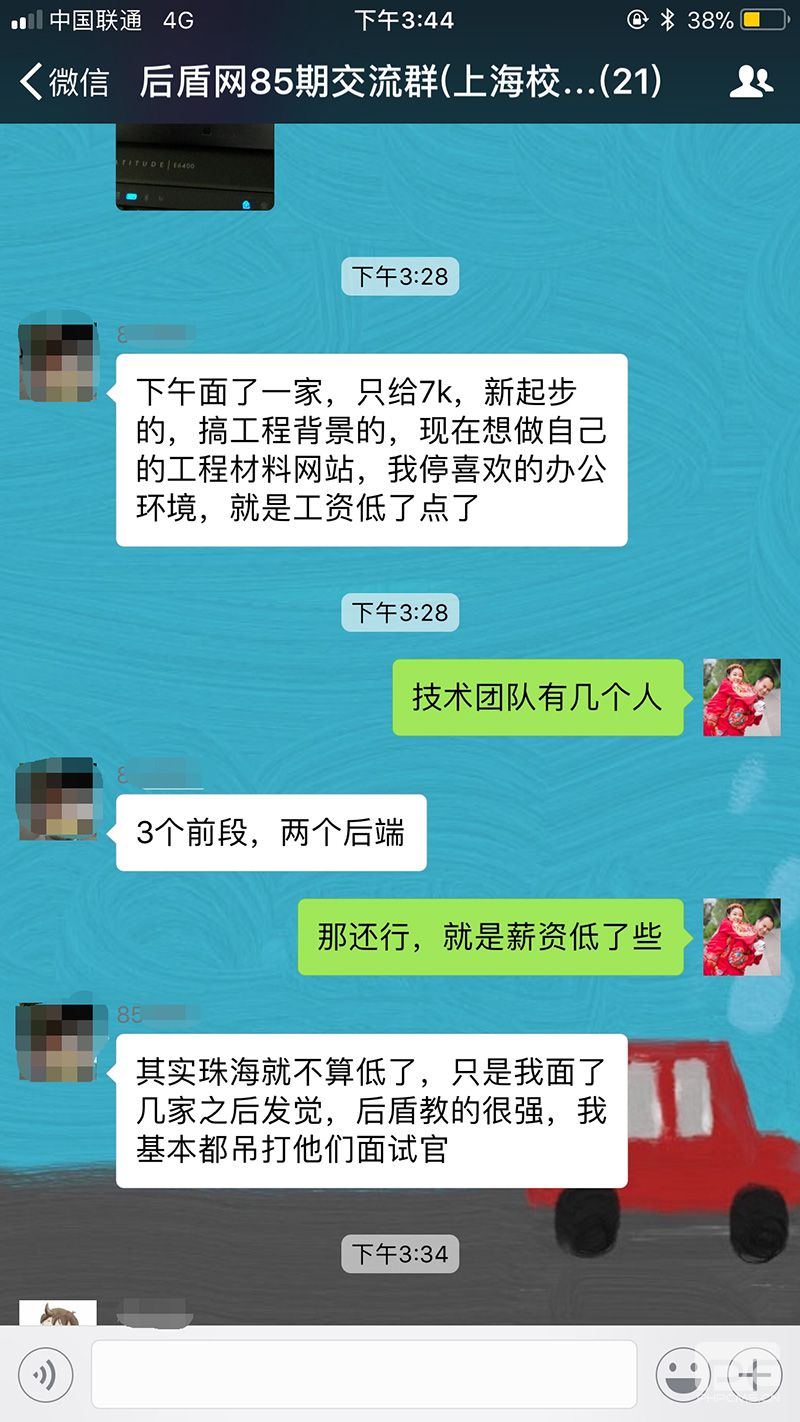 中国联通 4G 下午3:44 38%
微信 后盾网85期交流群(上海校...(21)
E6400
下午3:28
8
下午面了一家，只给7k，新起步
的，搞工程背景的，现在想做自己
的工程材料网站，我停喜欢的办公
环境，就是工资低了点了
下午3:28
技术团队有几个人
8
3个前段，两个后端
那还行，就是薪资低了些
85
其实珠海就不算低了，只是我面了
几家之后发觉，后盾教的很强，我
基本都吊打他们面试官
下午3:34